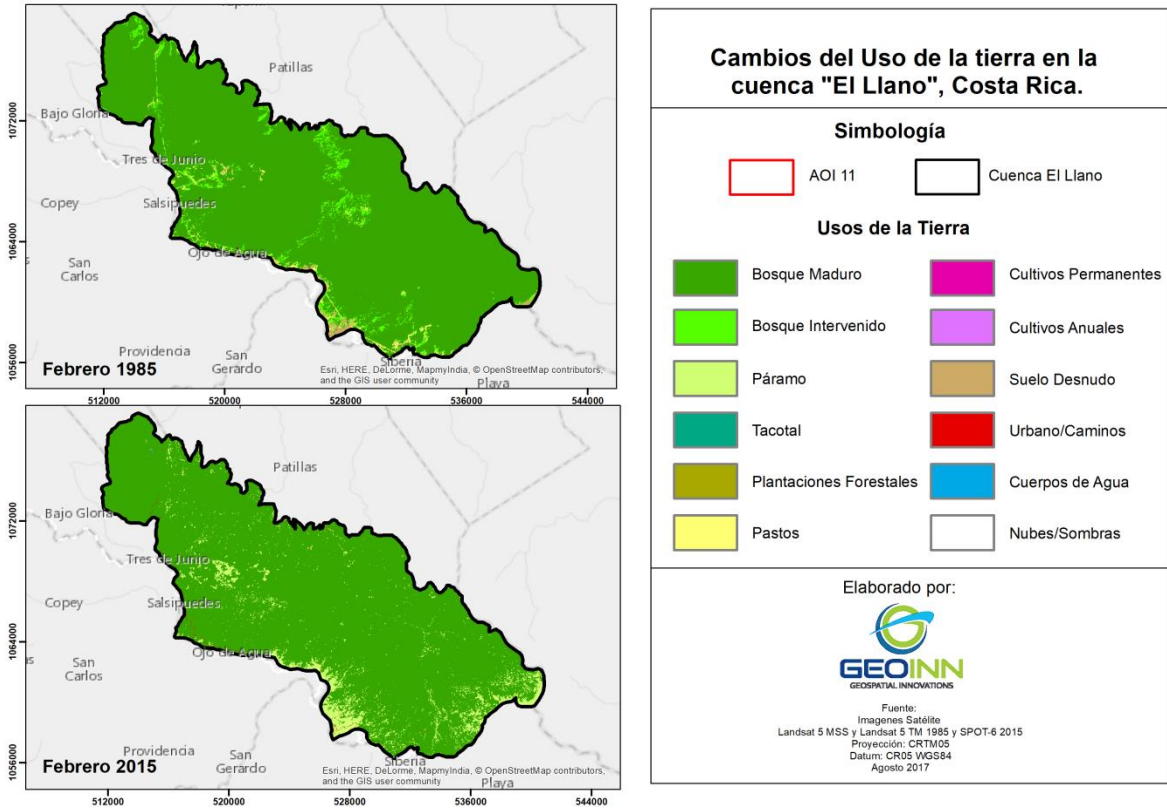 Patillas
Bajo Gloria
1072000
Tres de Junio
Copey
Salsipuedes
1064000
Ojo de Agua
San
Carlos
Providencia
San
Gerardo
Siberia
Playa
1056000
Febrero 1985
Esri, HERE, DeLorme, MapmyIndia, © OpenStreetMap contributors,
and the GIS user community
512000 520000 528000 536000 544000
Patillas
Bajo Gloria
1072000
Tres de Junio
Copey
Salsipuedes
1064000
Ojo de Agua
San
Carlos
Providencia
San
Gerardo
Siberia
Playa
1056000
Febrero 2015
Esri, HERE, DeLorme, MapmyIndia, © OpenStreetMap contributors,
and the GIS user community
512000 520000 528000 536000 544000
Cambios del Uso de la tierra en la
cuenca "El Llano", Costa Rica.
Simbología
AOI 11 Cuenca El Llano
Usos de la Tierra
Bosque Maduro Cultivos Permanentes
Bosque Intervenido Cultivos Anuales
Páramo Suelo Desnudo
Tacotal Urbano/Caminos
Plantaciones Forestales Cuerpos de Agua
Pastos Nubes/Sombras
Elaborado por:
GEOINN
GEOSPATIAL INNOVATIONS
Fuente:
Imagenes Satélite
Landsat 5 MSS y Landsat 5 TM 1985 y SPOT-6 2015
Proyección: CRTM05
Datum: CR05 WGS84
Agosto 2017